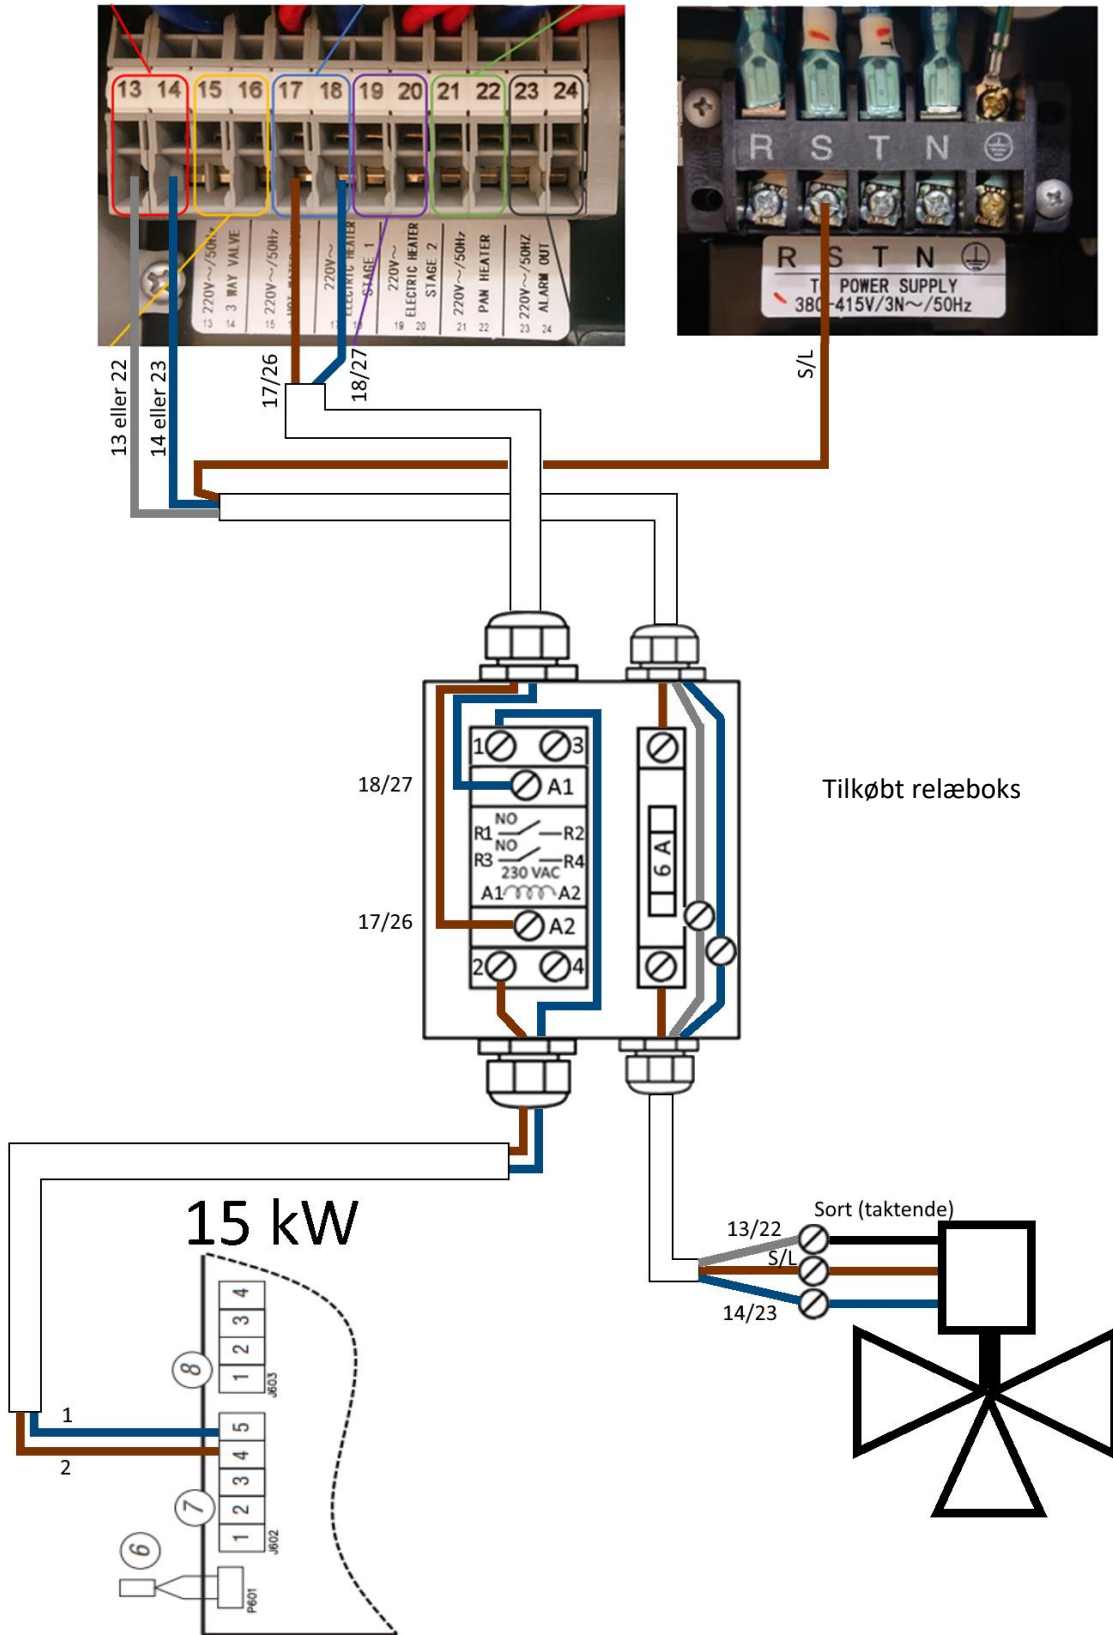 13 14 15 16 17 18 19 20 21 22 23 24
220V～/50Hz
3 WAY VALVE
13 14
220V～/50Hz
15
220V～
ELECTRIC HEATER
STAGE 1
17
220V～
ELECTRIC HEATER
STAGE 2
19 20
220V～/50Hz
PAN HEATER
21 22
220V～/50HZ
ALARM OUT
23 24
T
R S T N
R S T N
POWER SUPPLY
380-415V/3N～/50Hz
13 eller 22
14 eller 23
17/26
18/27
S/L
Tilkøbt relæboks
18/27
17/26
1 3
A1
NO
R1 R2
NO
R3 R4
230 VAC
A1 A2
A2
2 4
6 A
15 kW
4
3
2
1
8
J603
1
2
5
4
3
2
1
7
J602
6
P601
Sort (taktende)
13/22
S/L
14/23